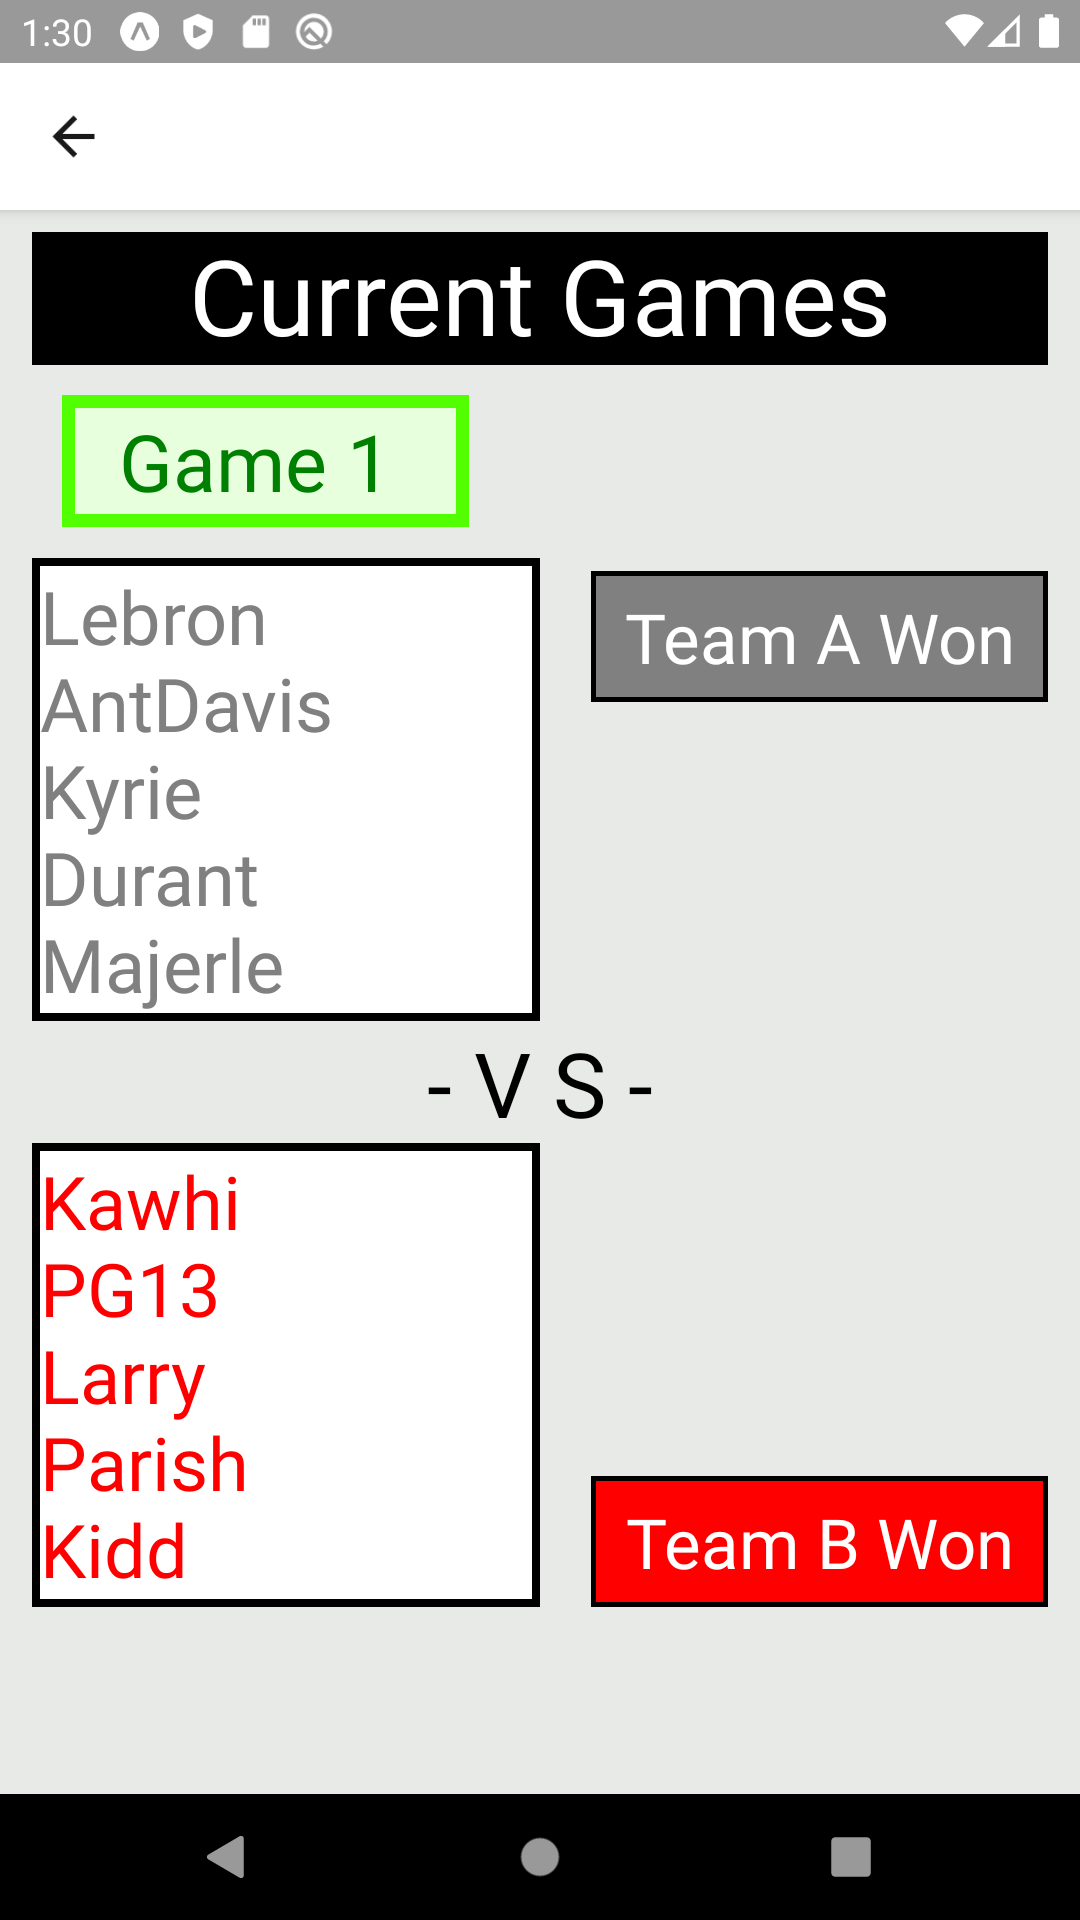 1:30
Current Games
Game 1
Lebron
AntDavis
Kyrie
Durant
Majerle
Team A Won
- V S -
Kawhi
PG13
Larry
Parish
Kidd
Team B Won